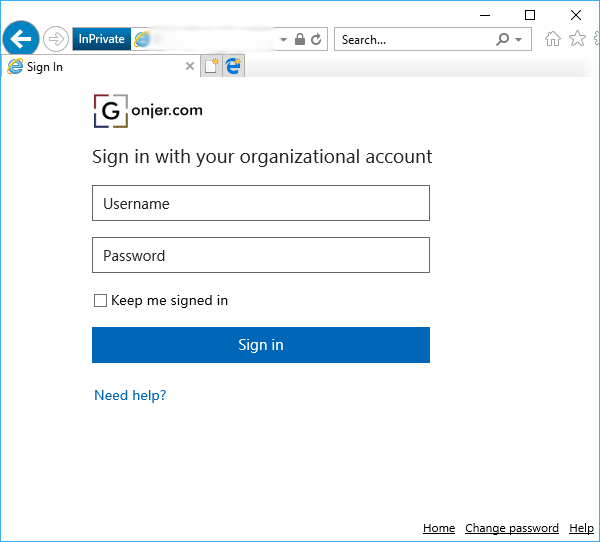 InPrivate
Search...
Sign In
G onjer.com
Sign in with your organizational account
Username
Password
Keep me signed in
Sign in
Need help?
Home Change password Help